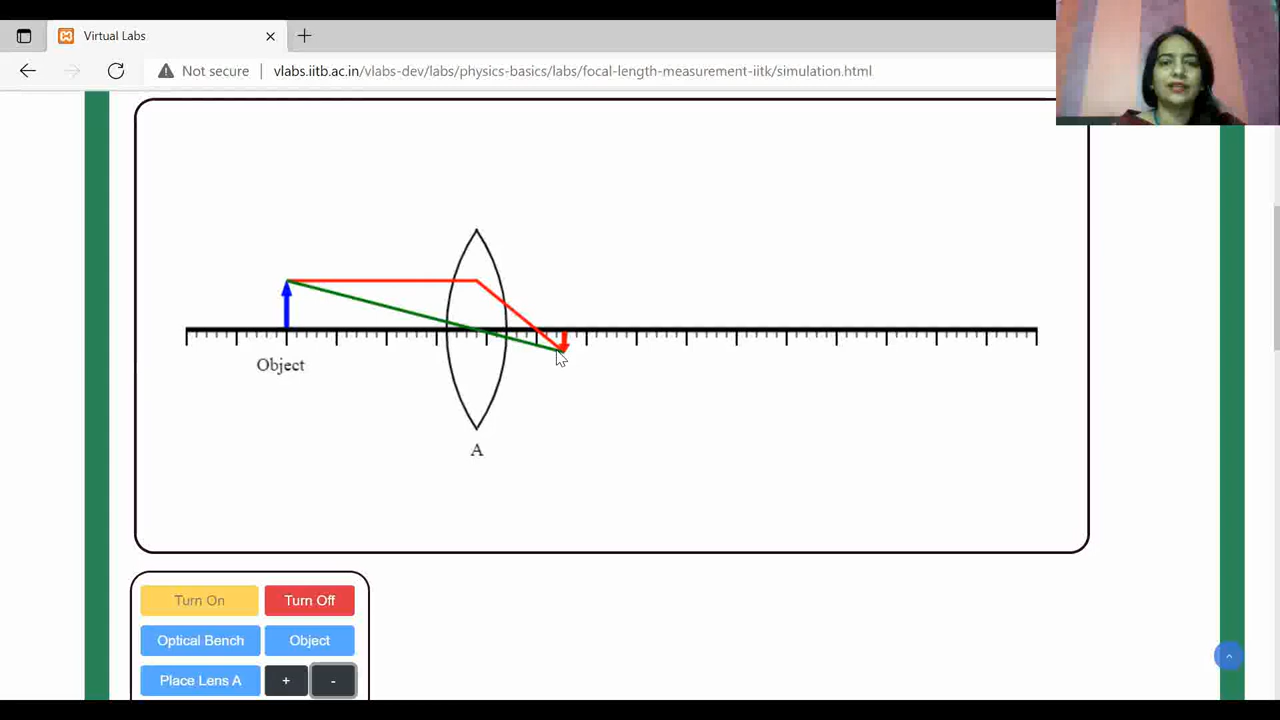 Virtual Labs
Not secure
vlabs.iitb.ac.in/vlabs-dev/labs/physics-basics/labs/focal-length-measurement-iitk/simulation.html
Object
A
Turn On Turn Off
Optical Bench Object
Place Lens A + -